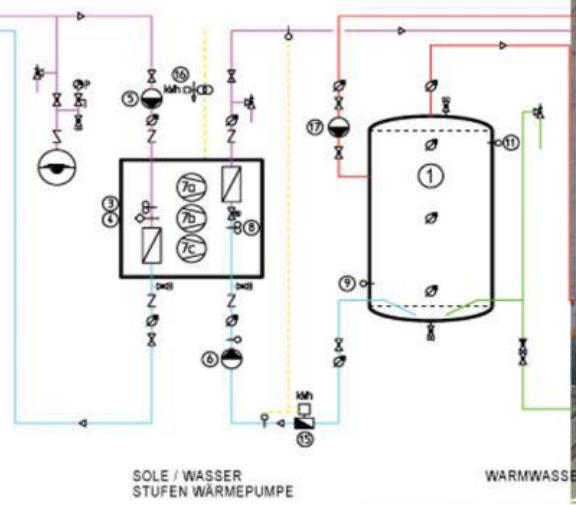 16
kWh
5
17
11
1
7a
3
7b
4
8
7c
9
6
kWh
15
SOLE / WASSER
STUFEN WÄRMEPUMPE
WARMWASSE